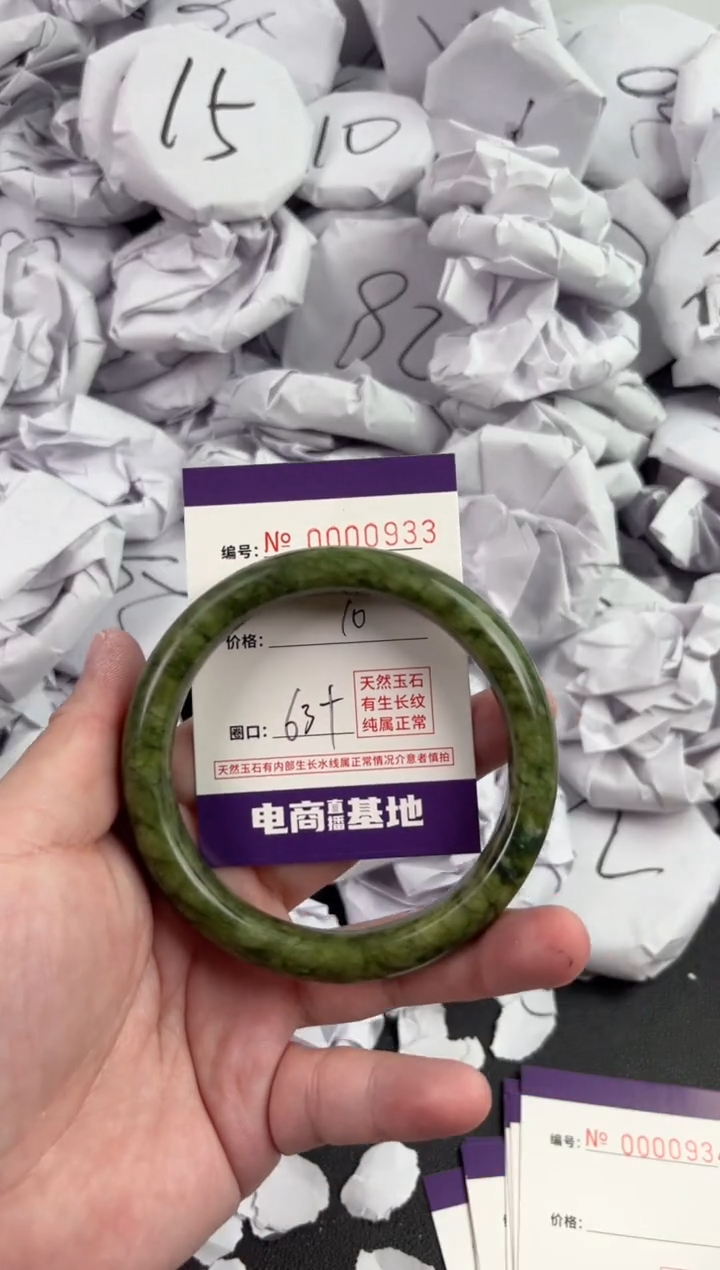 15
10
82
编号: № 0000933
价格: 10
圈口: 63+
天然玉石
有生长纹
纯属正常
天然玉石有内部生长水线属正常情况介意者慎拍
电商直播基地
编号: № 000093
价格: